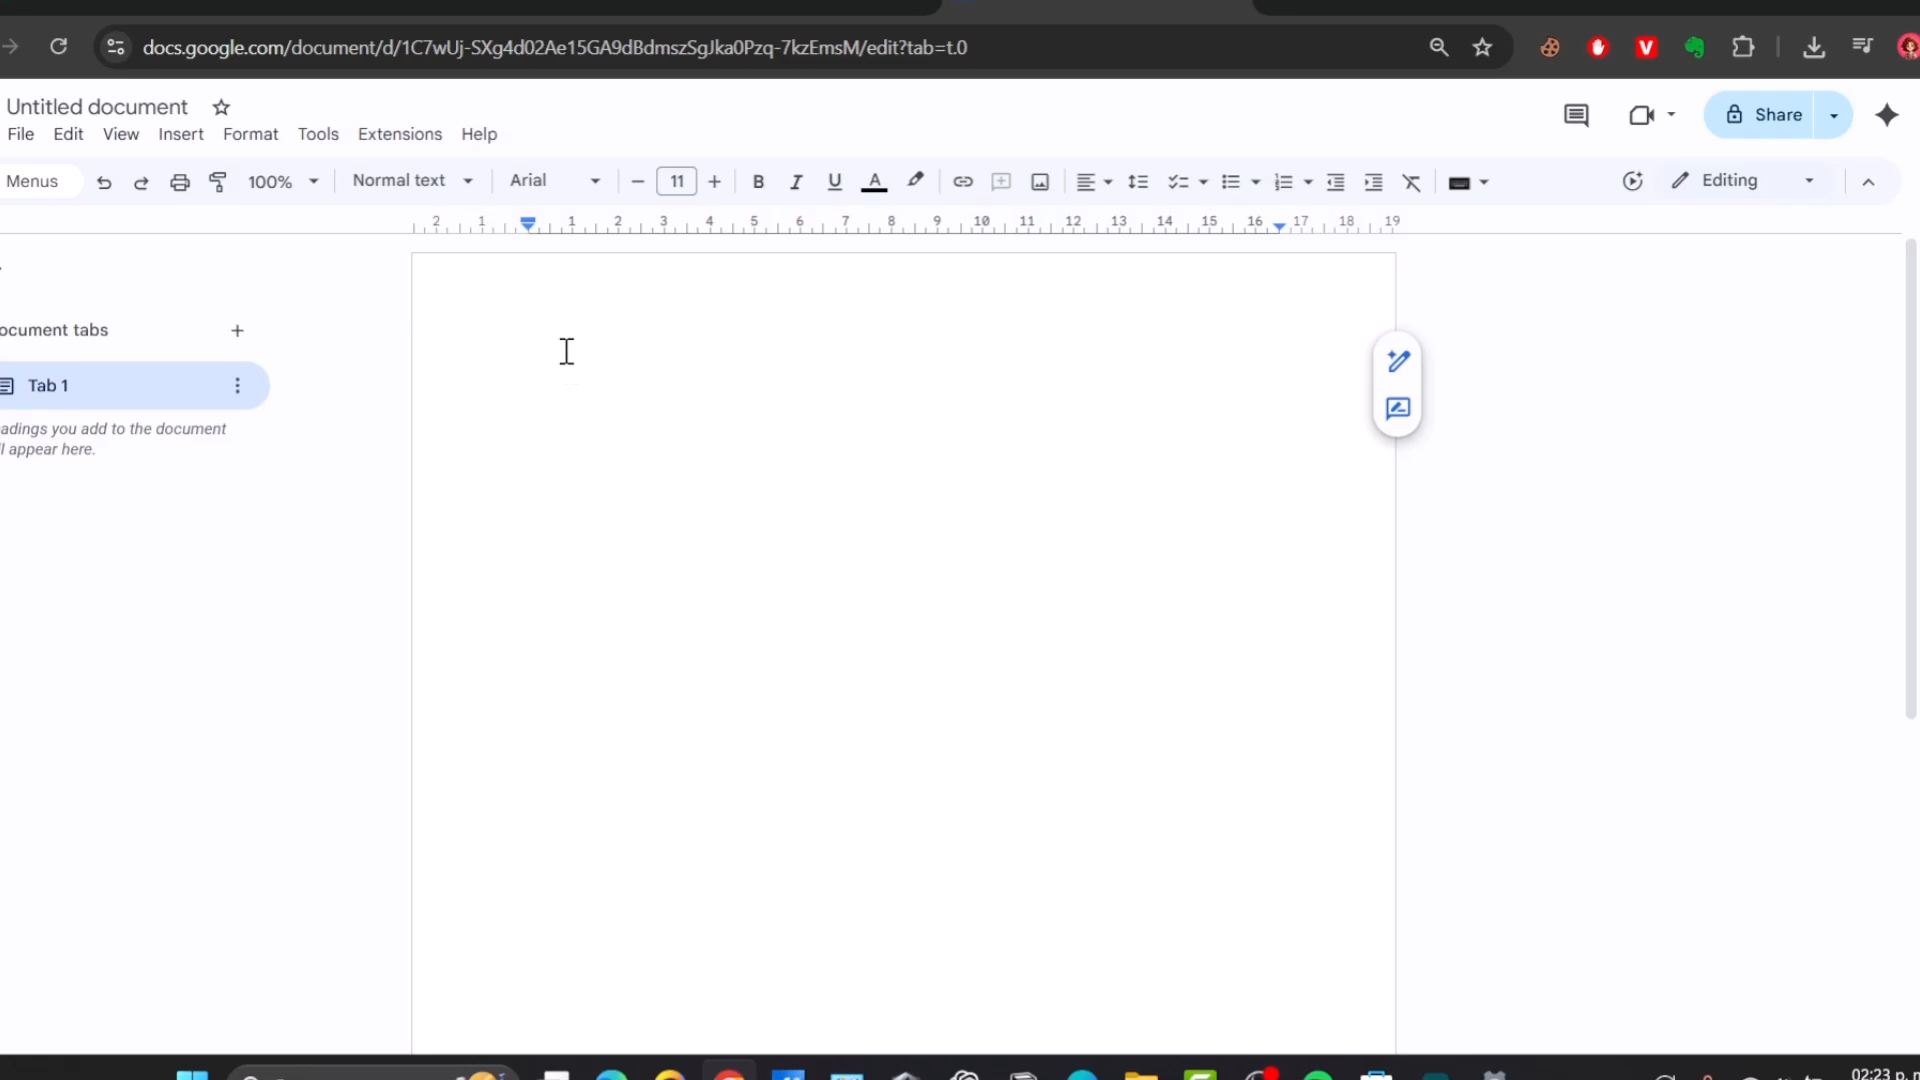 docs.google.com/document/d/1C7wUj-SXg4d02Ae15GA9dBdmszSgJka0Pzq-7kzEmsM/edit?tab=t.0
Untitled document
File Edit View Insert Format Tools Extensions Help
Share
Menus 100% Normal text Arial 11 Editing
2 1 1 2 3 4 5 6 7 8 9 10 11 12 13 14 15 16 17 18 19
ocument tabs
Tab 1
adings you add to the document
ll appear here.
02:23 p.